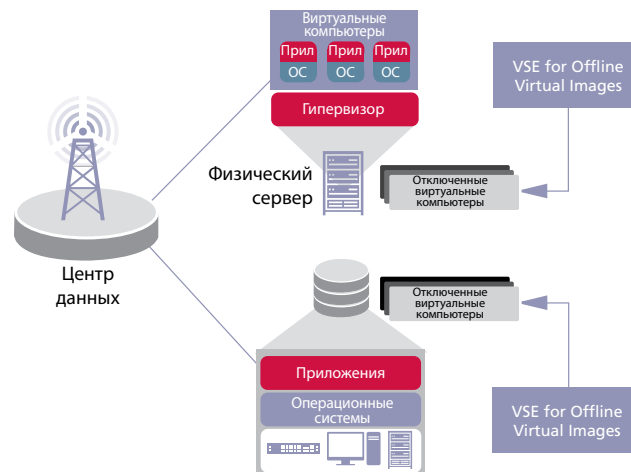 Виртуальные
компьютеры
Прил Прил Прил
ОС ОС ОС
Гипервизор
VSE for Offline
Virtual Images
Физический
сервер
Отключенные
виртуальные
компьютеры
Центр
данных
Отключенные
виртуальные
компьютеры
Приложения
Операционные
системы
VSE for Offline
Virtual Images